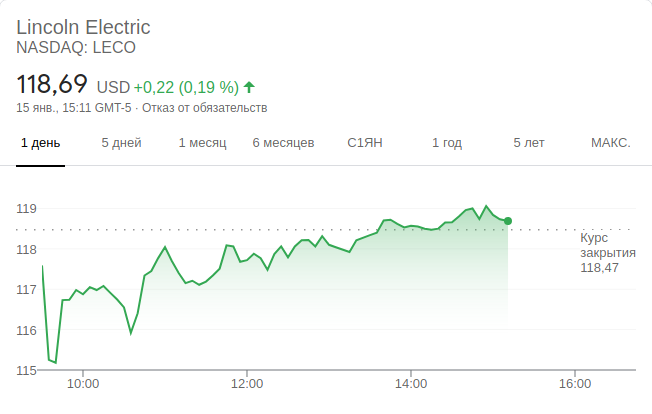 Lincoln Electric
NASDAQ: LECO
118,69 USD +0,22 (0,19 %)
15 янв., 15:11 GMT-5 · Отказ от обязательств
1 день 5 дней 1 месяц 6 месяцев С1ЯН 1 год 5 лет МАКС.
119
Курс
118 закрытия
118,47
117
116
115
10:00 12:00 14:00 16:00